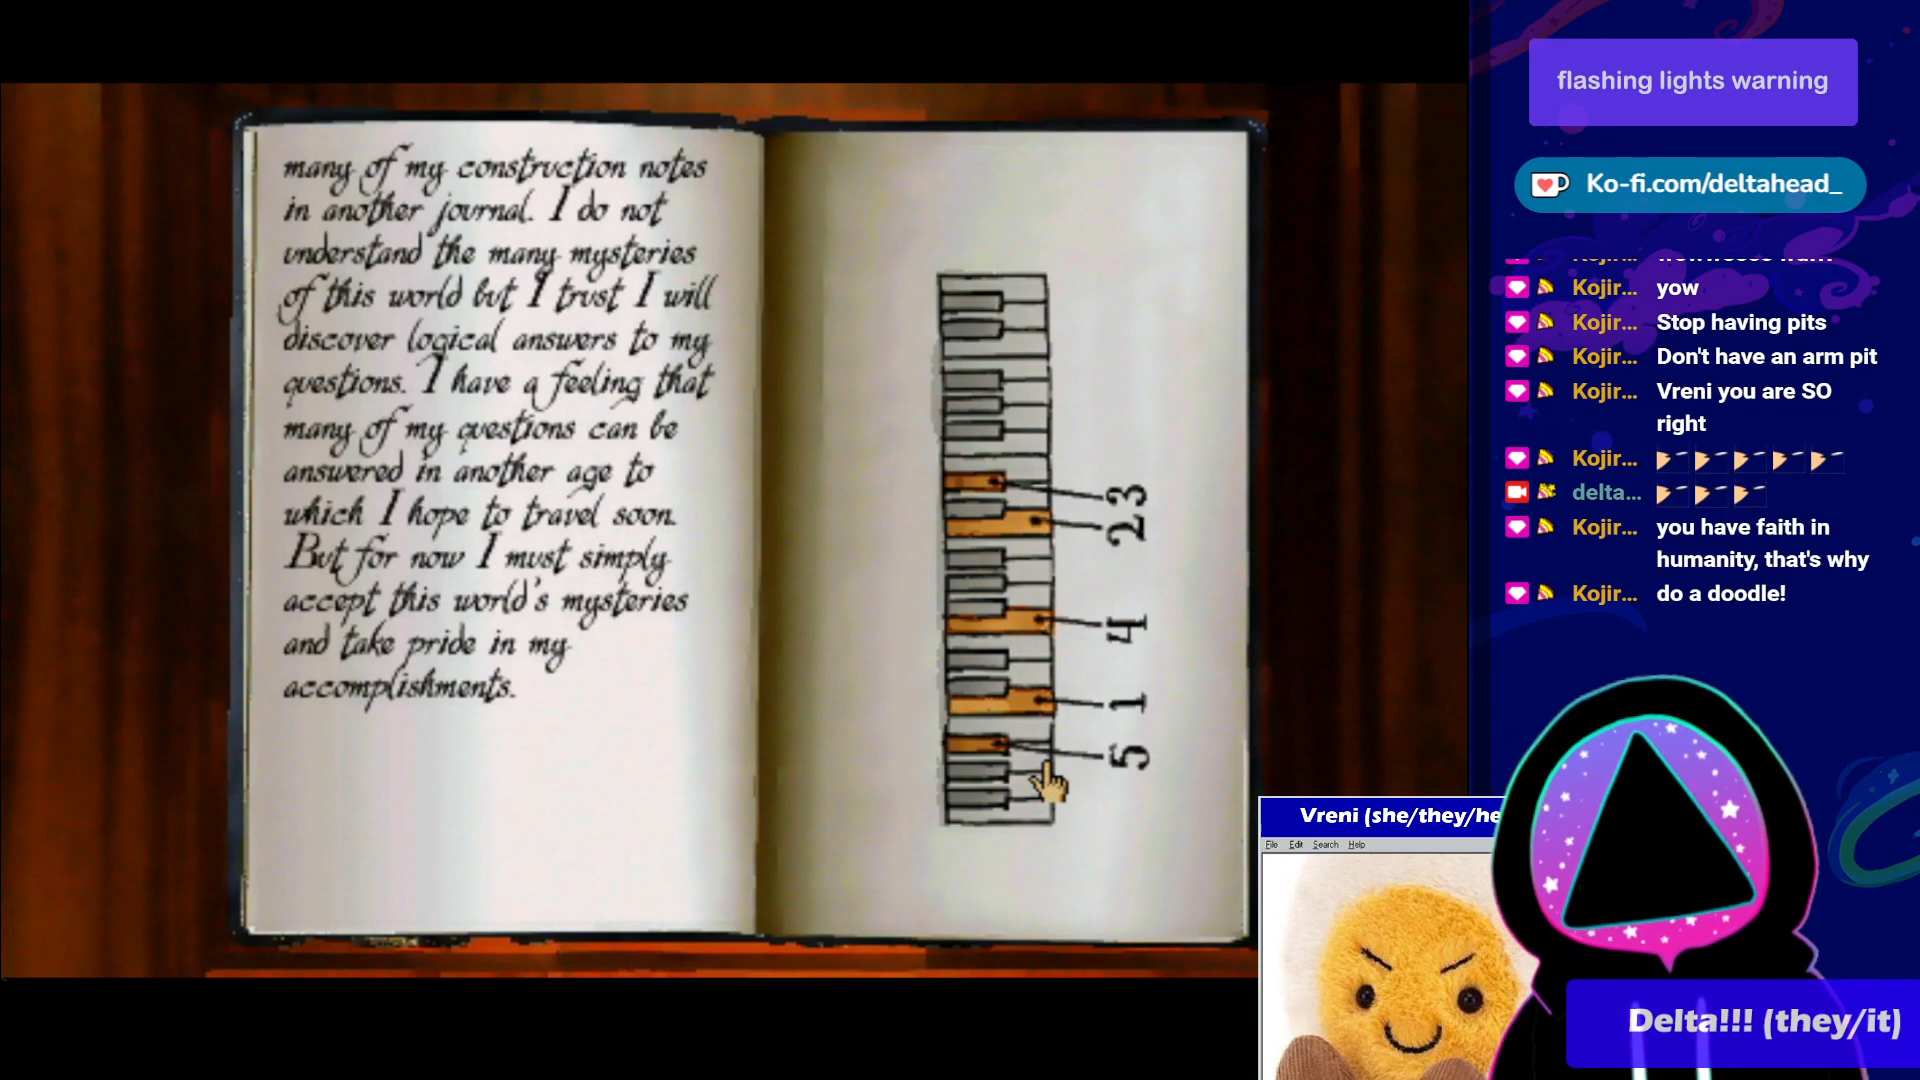 many of my construction notes
in another journal. I do not
understand the many mysteries
of this world but I trust I will
discover logical answers to my
questions. I have a feeling that
many of my questions can be
answered in another age to
which I hope to travel soon.
But for now I must simply
accept this world's mysteries
and take pride in my
accomplishments.
3
2
4
1
5
flashing lights warning
Ko-fi.com/deltahead_
Kojir... yow
Kojir... Stop having pits
Kojir... Don't have an arm pit
Kojir... Vreni you are SO
right
Kojir...
delta...
Kojir... you have faith in
humanity, that's why
Kojir... do a doodle!
Vreni (she/they/he
File Edit Search Help
Delta!!! (they/it)